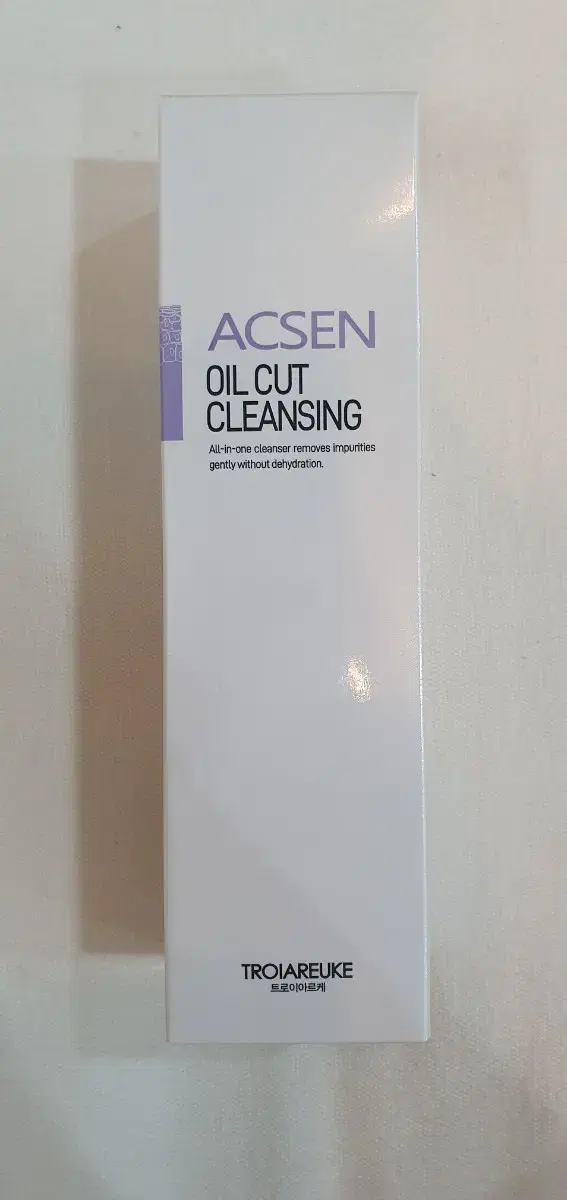 ACSEN
OIL CUT
CLEANSING
All-in-one cleanser removes impurities
gently without dehydration.
TROIAREUKE
트로이아르케